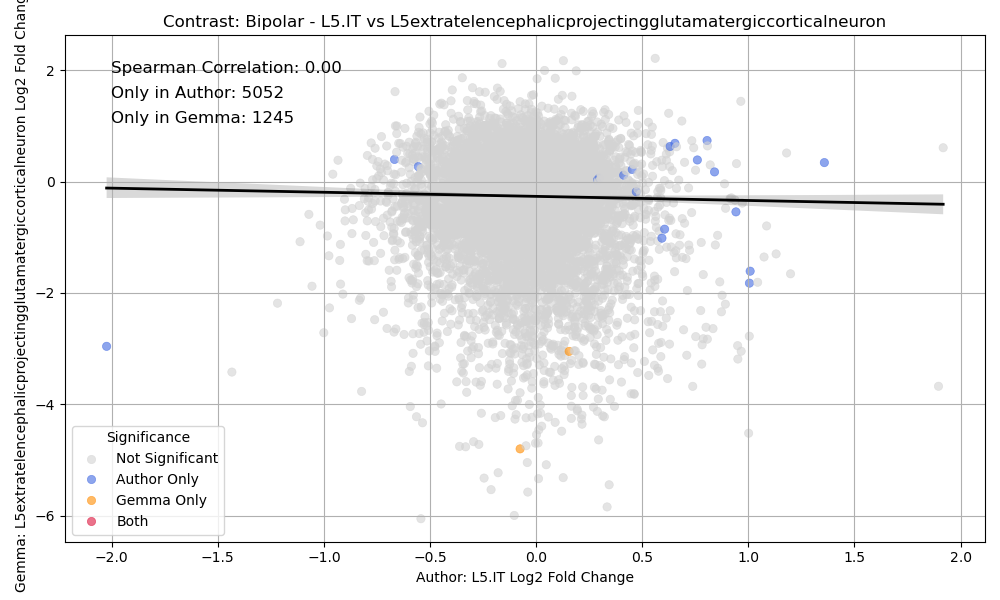 Contrast: Bipolar - L5.IT vs L5extratelencephalicprojectingglutamatergiccorticalneuron
Gemma: L5extratelencephalicprojectingglutamatergiccorticalneuron Log2 Fold Chang
Spearman Correlation: 0.00
Only in Author: 5052
Only in Gemma: 1245
2
0
−2
−4
−6
Significance
Not Significant
Author Only
Gemma Only
Both
−2.0 −1.5 −1.0 −0.5 0.0 0.5 1.0 1.5 2.0
Author: L5.IT Log2 Fold Change